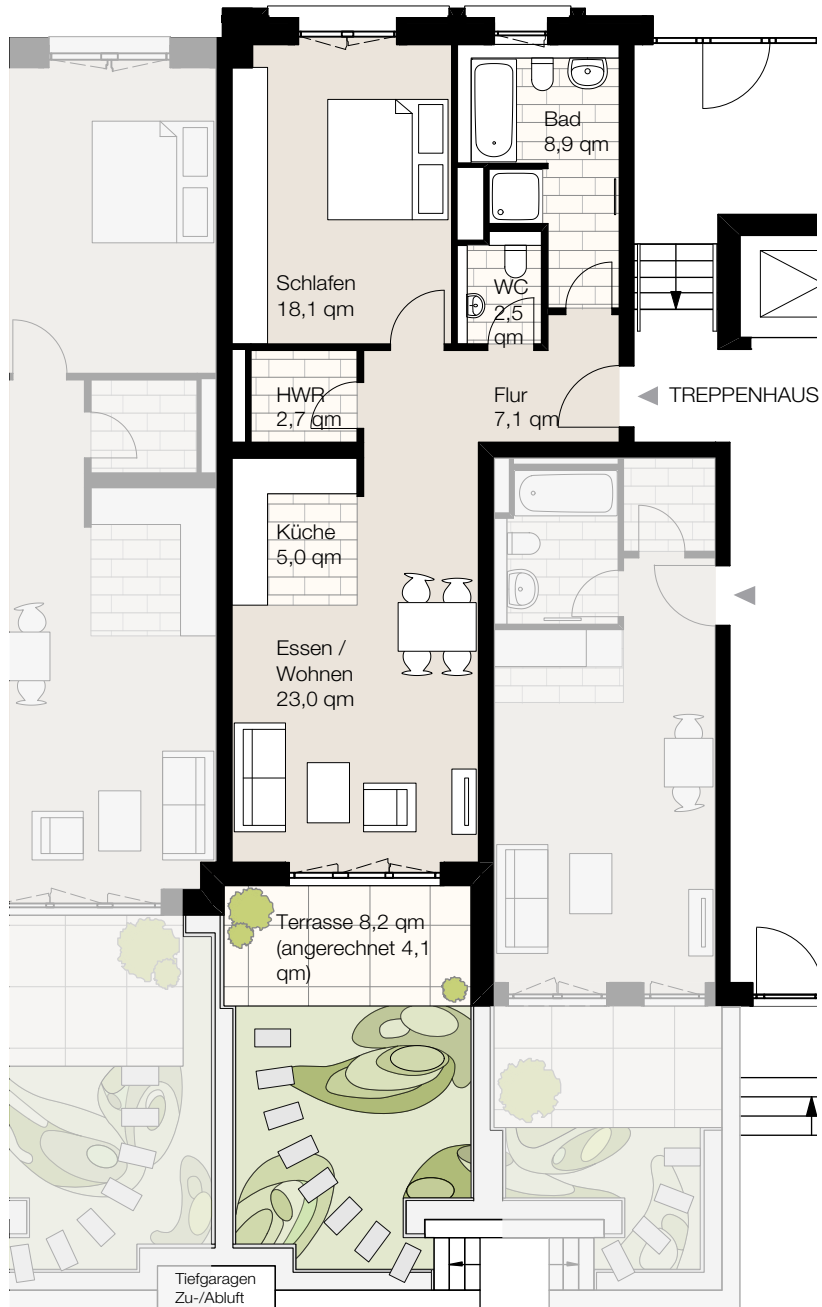 Bad
8,9 qm
Schlafen
18,1 qm
WC
2,5
qm
HWR
2,7 qm
Flur
7,1 qm
TREPPENHAUS
Küche
5,0 qm
Essen /
Wohnen
23,0 qm
Terrasse 8,2 qm
(angerechnet 4,1
qm)
Tiefgaragen
Zu-/Abluft